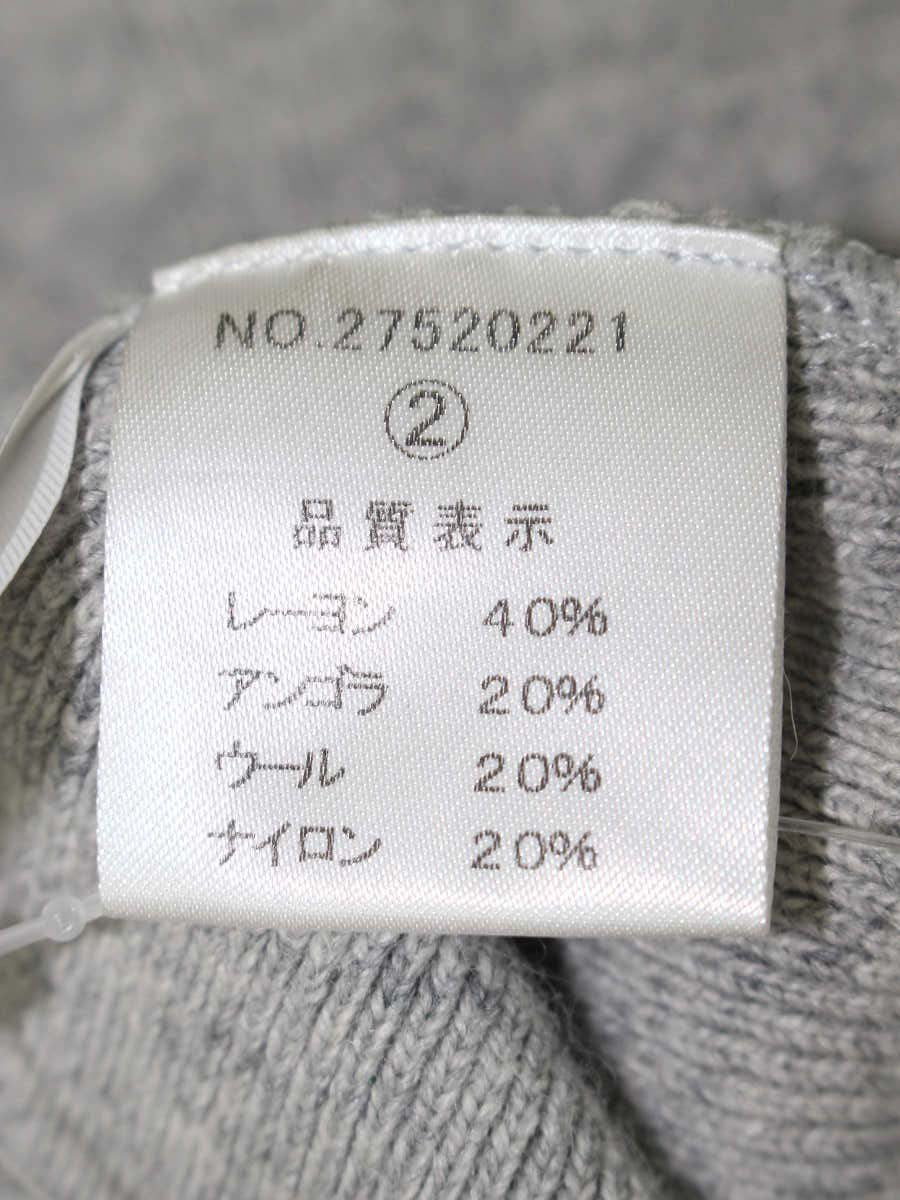 NO.27520221
②
品質表示
レーヨン 40%
アンゴラ 20%
ウール 20%
ナイロン 20%